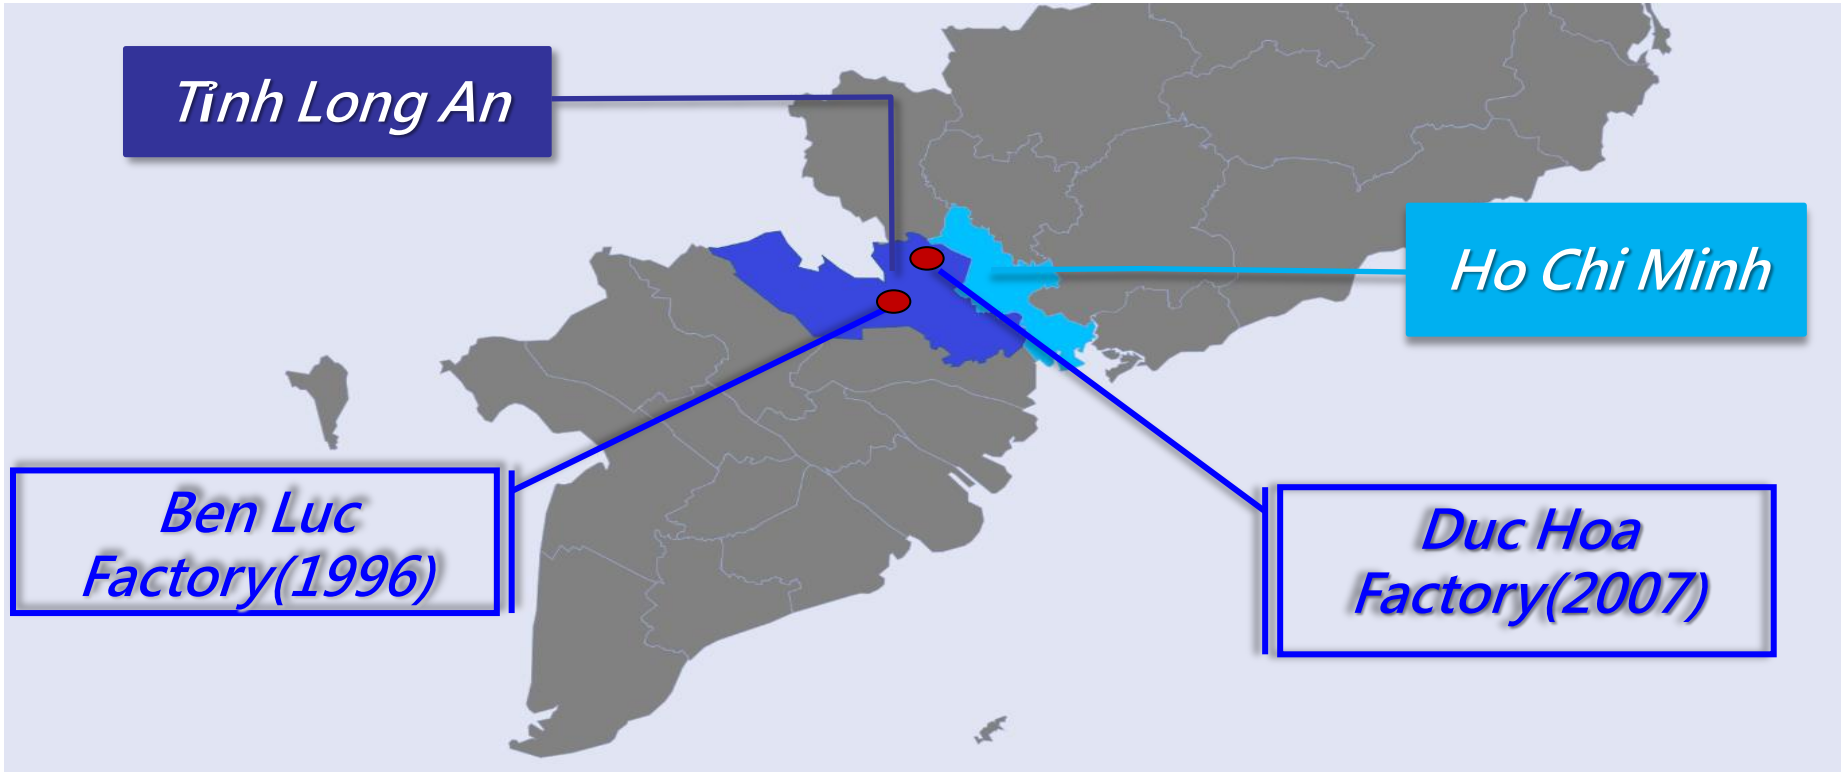 Tỉnh Long An
Ho Chi Minh
Ben Luc
Factory(1996)
Duc Hoa
Factory(2007)